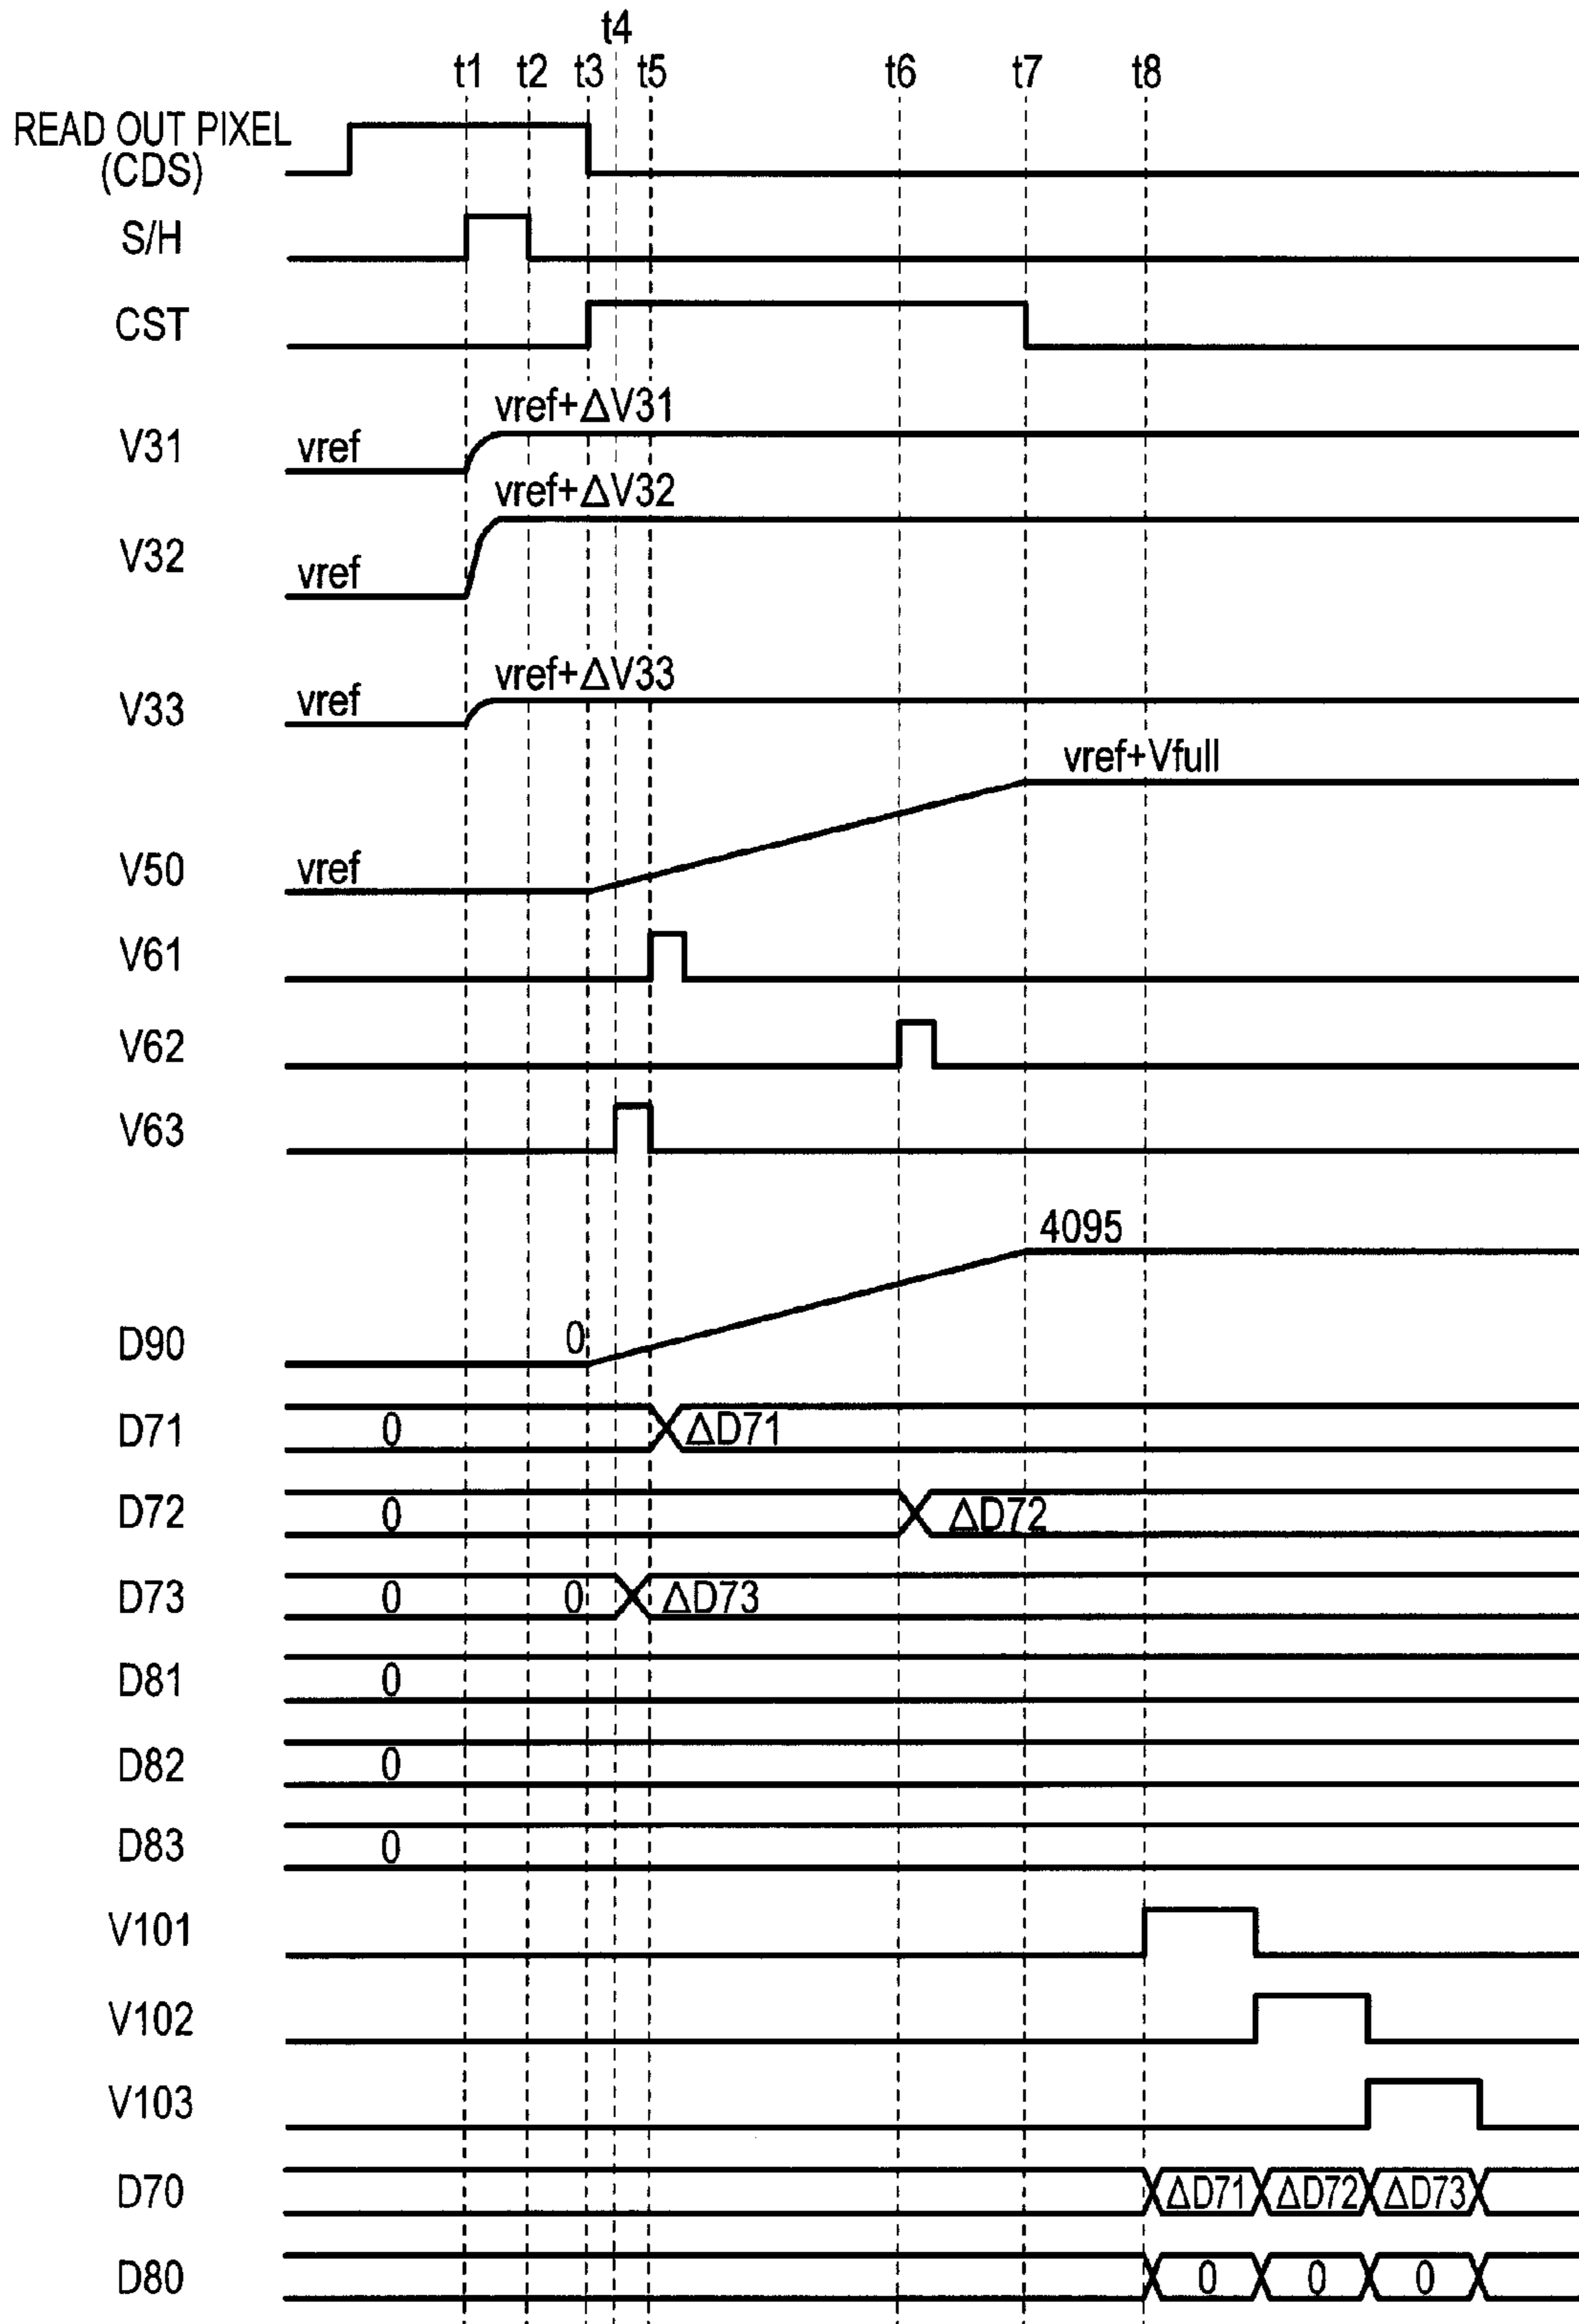 t4
t1 t2 t3 t5 t6 t7 t8
READ OUT PIXEL
(CDS)
S/H
CST
vref+ΔV31
V31 vref
vref+ΔV32
V32 vref
vref+ΔV33
V33 vref
vref+Vfull
V50 vref
V61
V62
V63
4095
D90 0
D71 0 ΔD71
D72 0 ΔD72
D73 0 0 ΔD73
D81 0
D82 0
D83 0
V101
V102
V103
D70 ΔD71 ΔD72 ΔD73
D80 0 0 0